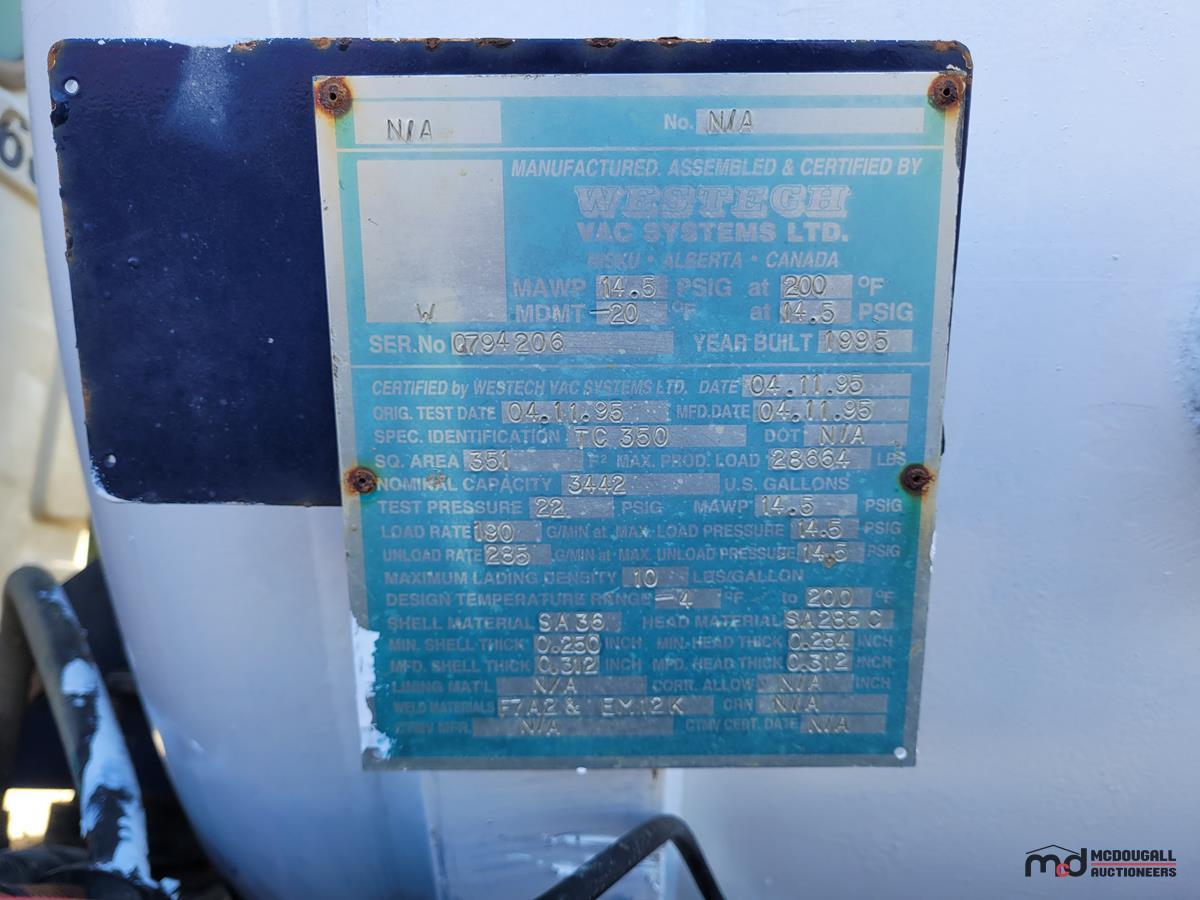 N/A No. N/A
MANUFACTURED, ASSEMBLED & CERTIFIED BY
WESTECH
VAC SYSTEMS LTD.
NISKU • ALBERTA • CANADA
MAWP 14.5 PSIG at 200 °F
W MDMT -20 °F at 14.5 PSIG
SER.No Q794206 YEAR BUILT 1995
CERTIFIED by WESTECH VAC SYSTEMS LTD. DATE 04.11.95
ORIG. TEST DATE 04.11.95 MFD.DATE 04.11.95
SPEC. IDENTIFICATION TC 350 DOT N/A
SQ. AREA 351 F² MAX. PROD. LOAD 28664 LBS
NOMINAL CAPACITY 3442 U.S. GALLONS
TEST PRESSURE 22 PSIG MAWP 14.5 PSIG
LOAD RATE 190 G/MIN at MAX. LOAD PRESSURE 14.5 PSIG
UNLOAD RATE 285 G/MIN at MAX. UNLOAD PRESSURE 14.5 PSIG
MAXIMUM LADING DENSITY 10 LBS/GALLON
DESIGN TEMPERATURE RANGE -4 °F to 200 °F
SHELL MATERIAL SA36 HEAD MATERIAL SA285C
MIN. SHELL THICK 0.250 INCH MIN. HEAD THICK 0.254 INCH
MFD. SHELL THICK 0.312 INCH MFD. HEAD THICK 0.312 INCH
LINING MAT'L N/A CORR. ALLOW N/A INCH
WELD MATERIALS F7A2 & EM12K CRN N/A
MFR N/A CTMV CERT. DATE N/A
6
mcd MCDOUGALL
AUCTIONEERS